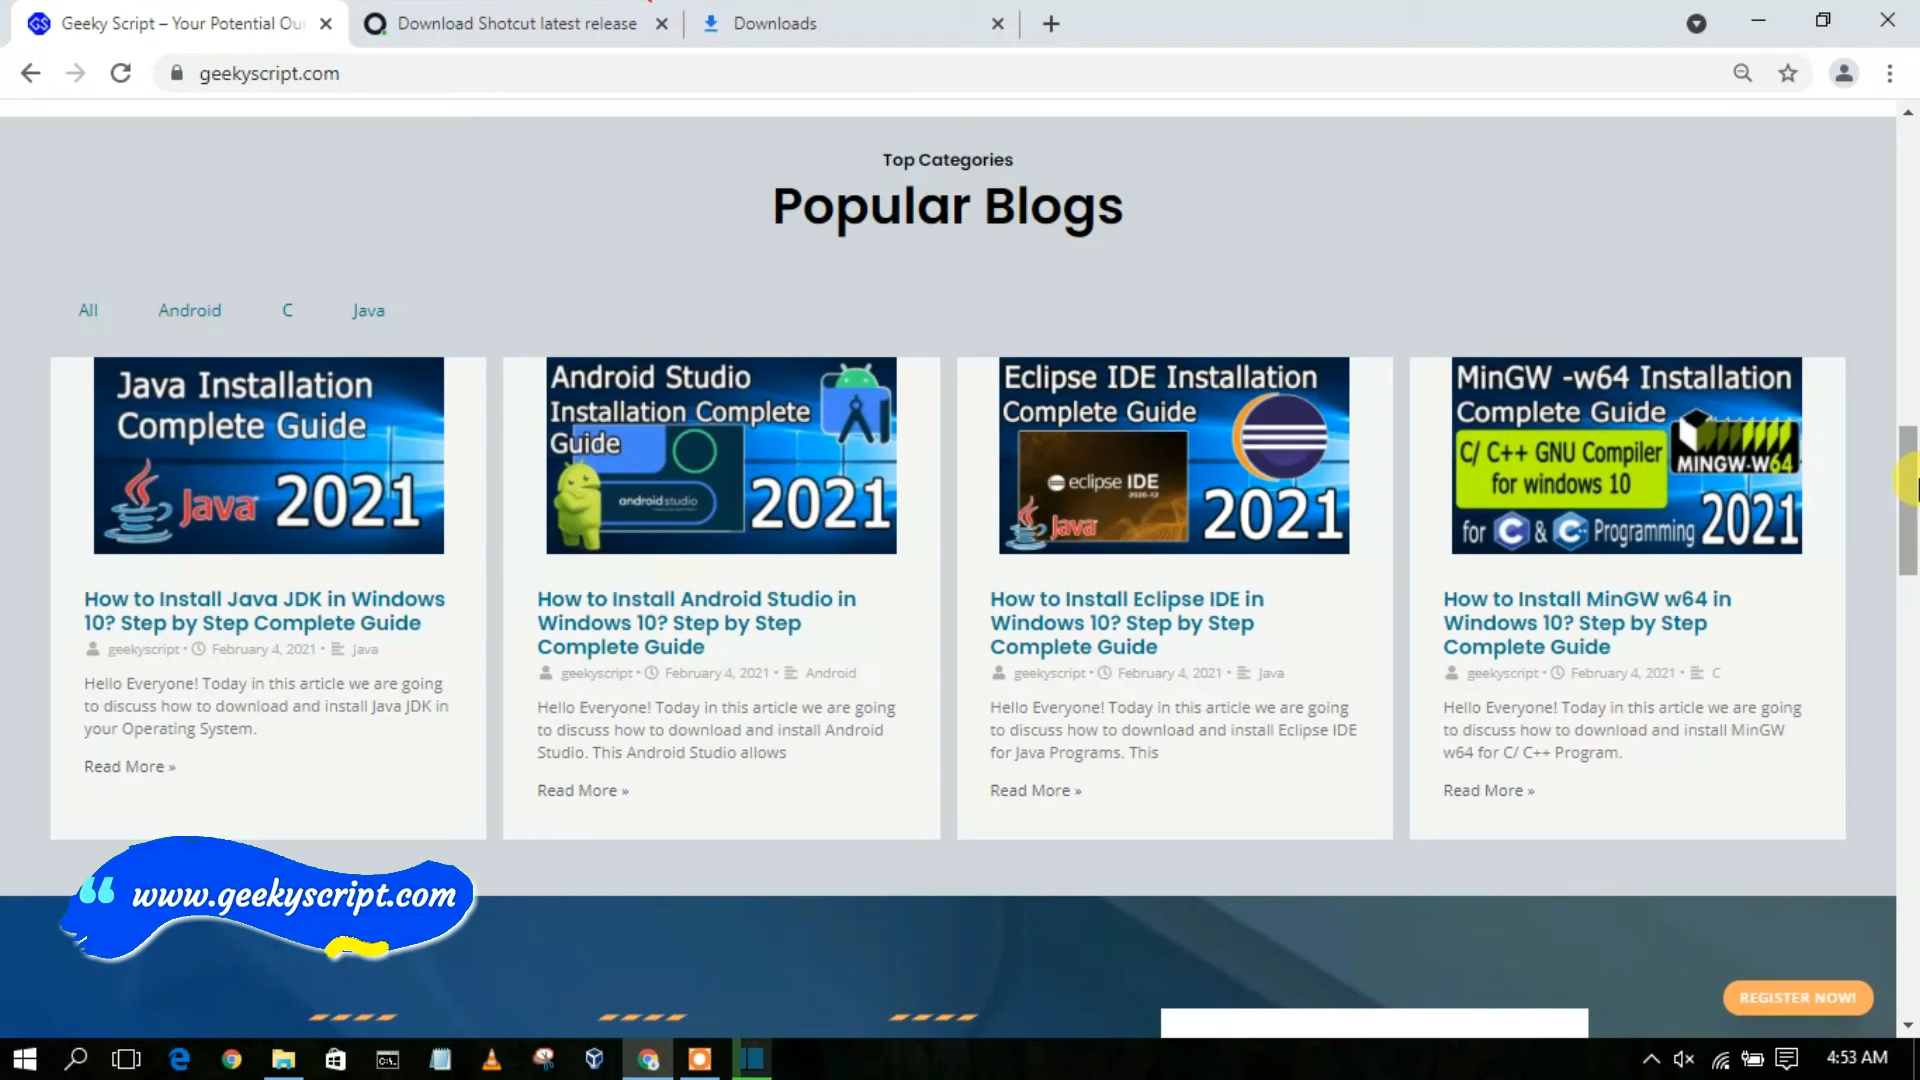 Geeky Script – Your Potential Our
Download Shotcut latest release
Downloads
geekyscript.com
Top Categories
Popular Blogs
All
Android
C
Java
Java Installation
Complete Guide
Java 2021
How to Install Java JDK in Windows
10? Step by Step Complete Guide
geekyscript • February 4, 2021 • Java
Hello Everyone! Today in this article we are going
to discuss how to download and install Java JDK in
your Operating System.
Read More »
Android Studio
Installation Complete
Guide
androidstudio
2021
How to Install Android Studio in
Windows 10? Step by Step
Complete Guide
geekyscript • February 4, 2021 • Android
Hello Everyone! Today in this article we are going
to discuss how to download and install Android
Studio. This Android Studio allows
Read More »
Eclipse IDE Installation
Complete Guide
eclipse IDE
2020-12
Java
2021
How to Install Eclipse IDE in
Windows 10? Step by Step
Complete Guide
geekyscript • February 4, 2021 • Java
Hello Everyone! Today in this article we are going
to discuss how to download and install Eclipse IDE
for Java Programs. This
Read More »
MinGW -w64 Installation
Complete Guide
C/ C++ GNU Compiler
for windows 10
MINGW-W64
for C & C++ Programming 2021
How to Install MinGW w64 in
Windows 10? Step by Step
Complete Guide
geekyscript • February 4, 2021 • C
Hello Everyone! Today in this article we are going
to discuss how to download and install MinGW
w64 for C/ C++ Program.
Read More »
“ www.geekyscript.com
REGISTER NOW!
4:53 AM